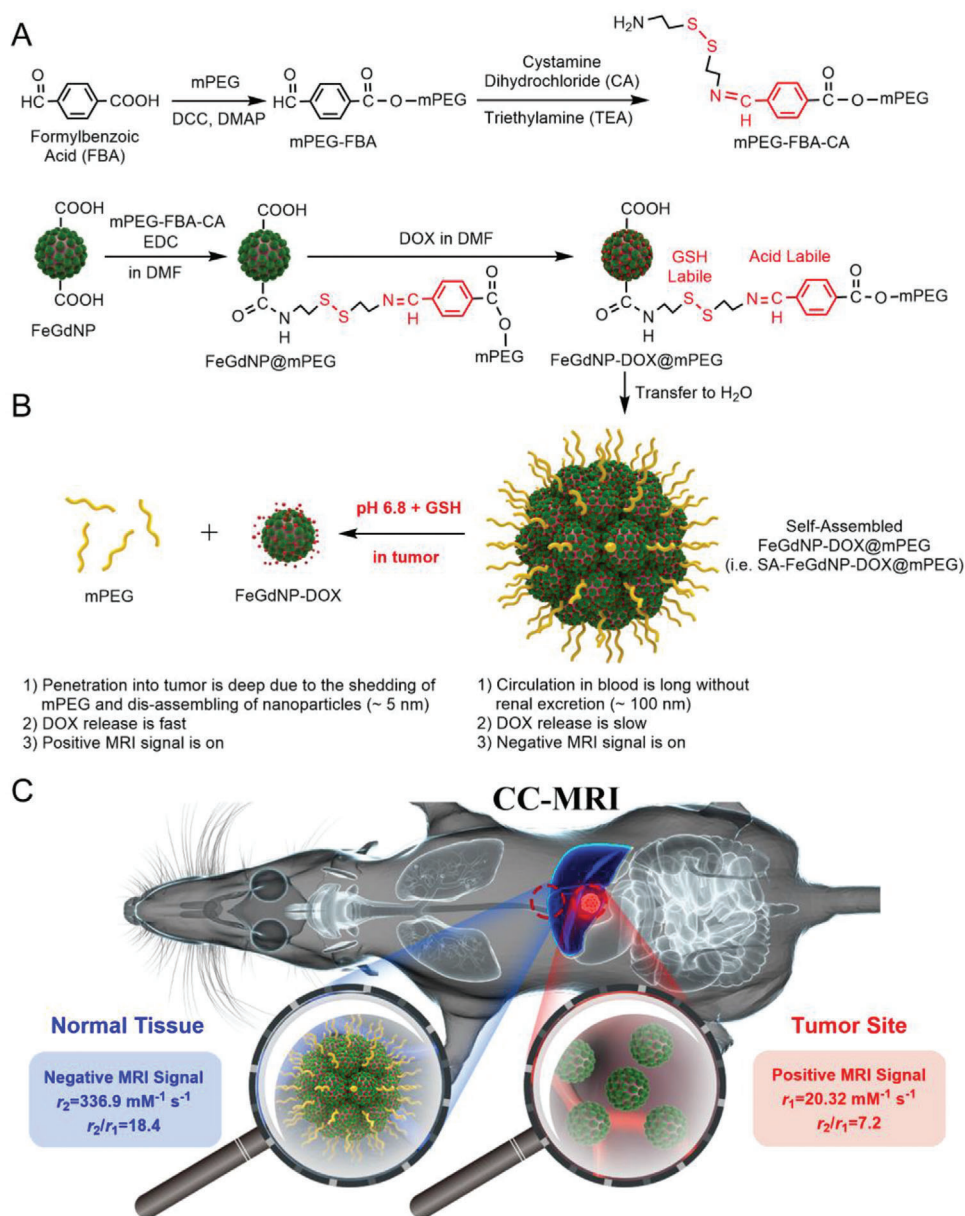 A
O
HC
COOH
Formylbenzoic
Acid (FBA)
mPEG
DCC, DMAP
O
HC
O
C
O
mPEG
mPEG-FBA
Cystamine
Dihydrochloride (CA)
Triethylamine (TEA)
H2N
S
S
N
C
H
O
C
O
mPEG
mPEG-FBA-CA
COOH
COOH
FeGdNP
mPEG-FBA-CA
EDC
in DMF
COOH
O
C
N
H
S
S
N
C
H
O
C
O
mPEG
FeGdNP@mPEG
DOX in DMF
COOH
GSH
Labile
Acid Labile
O
C
N
H
S
S
N
C
H
O
C
O
mPEG
FeGdNP-DOX@mPEG
Transfer to H2O
B
mPEG
+
FeGdNP-DOX
pH 6.8 + GSH
in tumor
Self-Assembled
FeGdNP-DOX@mPEG
(i.e. SA-FeGdNP-DOX@mPEG)
1) Penetration into tumor is deep due to the shedding of
mPEG and dis-assembling of nanoparticles (~ 5 nm)
2) DOX release is fast
3) Positive MRI signal is on
1) Circulation in blood is long without
renal excretion (~ 100 nm)
2) DOX release is slow
3) Negative MRI signal is on
C
CC-MRI
Normal Tissue
Negative MRI Signal
r2=336.9 mM-1 s-1
r2/r1=18.4
Tumor Site
Positive MRI Signal
r1=20.32 mM-1 s-1
r2/r1=7.2